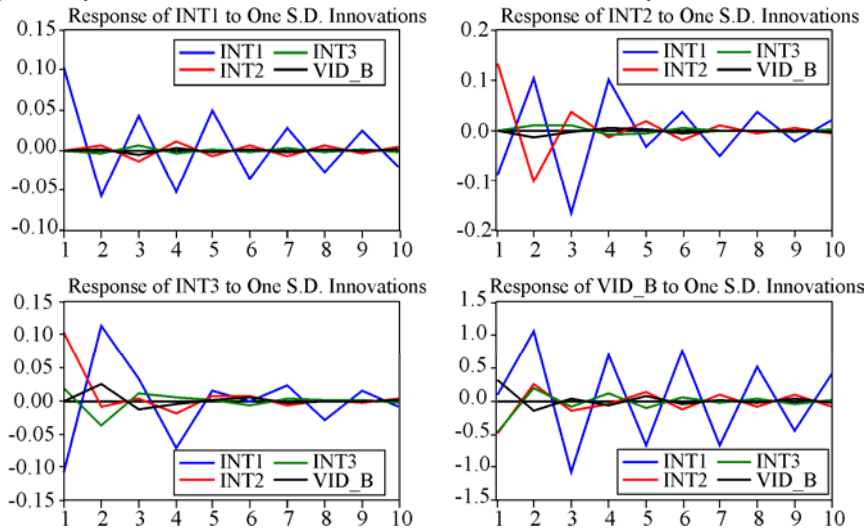 Response of INT1 to One S.D. Innovations
0.15
0.10
0.05
0.00
-0.05
-0.10
INT1 INT3
INT2 VID_B
1 2 3 4 5 6 7 8 9 10
Response of INT2 to One S.D. Innovations
0.2
0.1
0.0
-0.1
-0.2
INT1 INT3
INT2 VID_B
1 2 3 4 5 6 7 8 9 10
Response of INT3 to One S.D. Innovations
0.15
0.10
0.05
0.00
-0.05
-0.10
-0.15
INT1 INT3
INT2 VID_B
1 2 3 4 5 6 7 8 9 10
Response of VID_B to One S.D. Innovations
1.5
1.0
0.5
0.0
-0.5
-1.0
1.5
INT1 INT3
INT2 VID_B
1 2 3 4 5 6 7 8 9 10